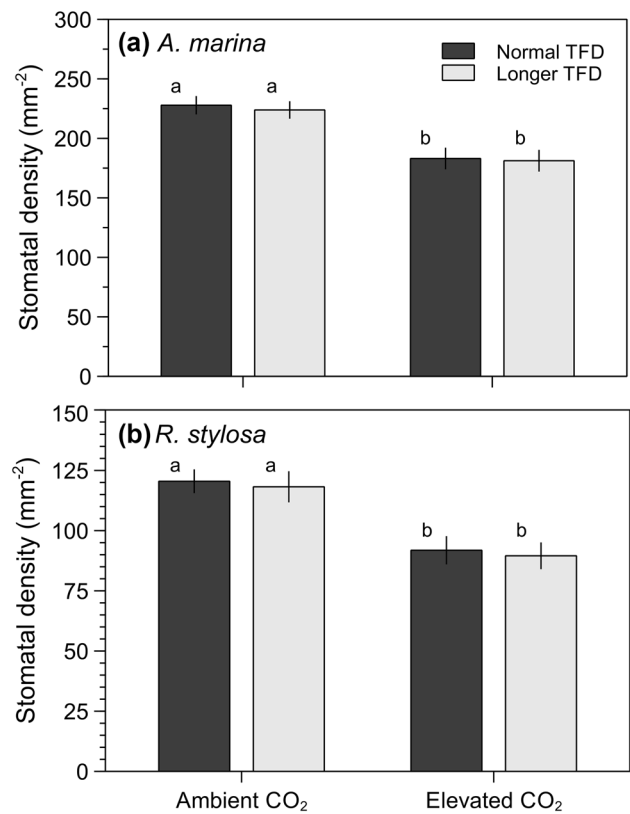 (a) A. marina
Normal TFD
Longer TFD
Stomatal density (mm⁻²)
300
250
200
150
100
50
0
a
a
b
b
(b) R. stylosa
Stomatal density (mm⁻²)
150
125
100
75
50
25
0
a
a
b
b
Ambient CO₂
Elevated CO₂